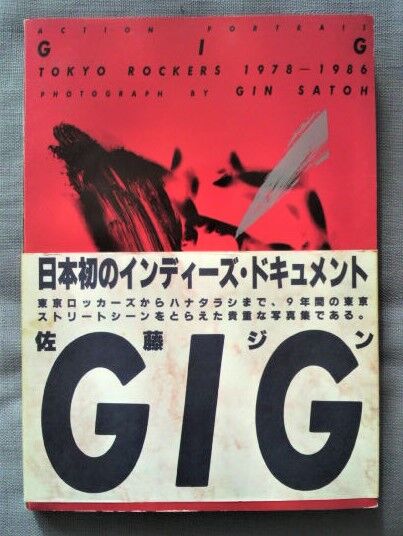 ACTION PORTRAIT
GIG
TOKYO ROCKERS 1978—1986
PHOTOGRAPH BY GIN SATOH
日本初のインディーズ・ドキュメント
東京ロッカーズからハナタラシまで、9年間の東京
ストリートシーンをとらえた貴重な写真集である。
佐藤ジン
GIG